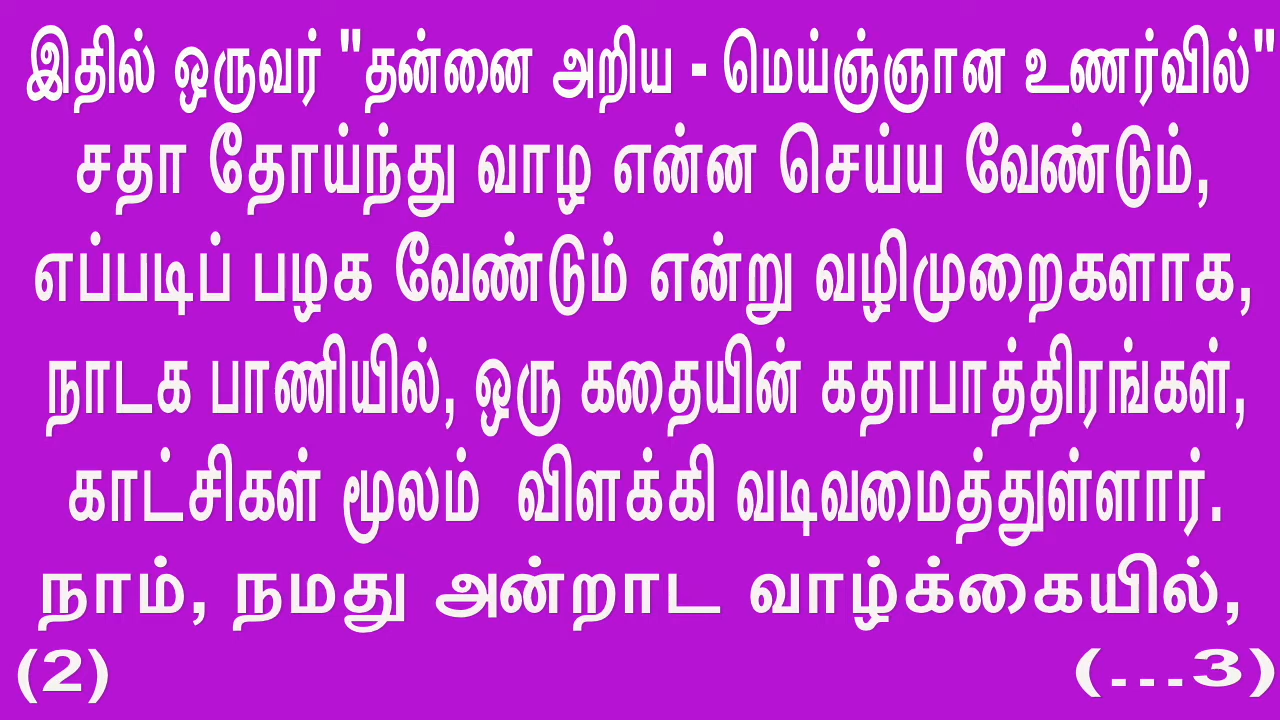 இதில் ஒருவர் "தன்னை அறிய - மெய்ஞ்ஞான உணர்வில்"
சதா தோய்ந்து வாழ என்ன செய்ய வேண்டும்,
எப்படிப் பழக வேண்டும் என்று வழிமுறைகளாக,
நாடக பாணியில், ஒரு கதையின் கதாபாத்திரங்கள்,
காட்சிகள் மூலம் விளக்கி வடிவமைத்துள்ளார்.
நாம், நமது அன்றாட வாழ்க்கையில்,
(2) (...3)